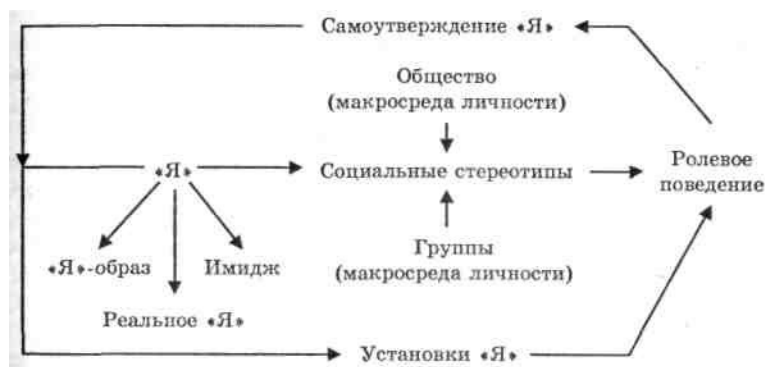 Самоутверждение «Я»
Общество
(макросреда личности)
«Я»
Социальные стереотипы
Ролевое
поведение
«Я»-образ
Имидж
Группы
(макросреда личности)
Реальное «Я»
Установки «Я»